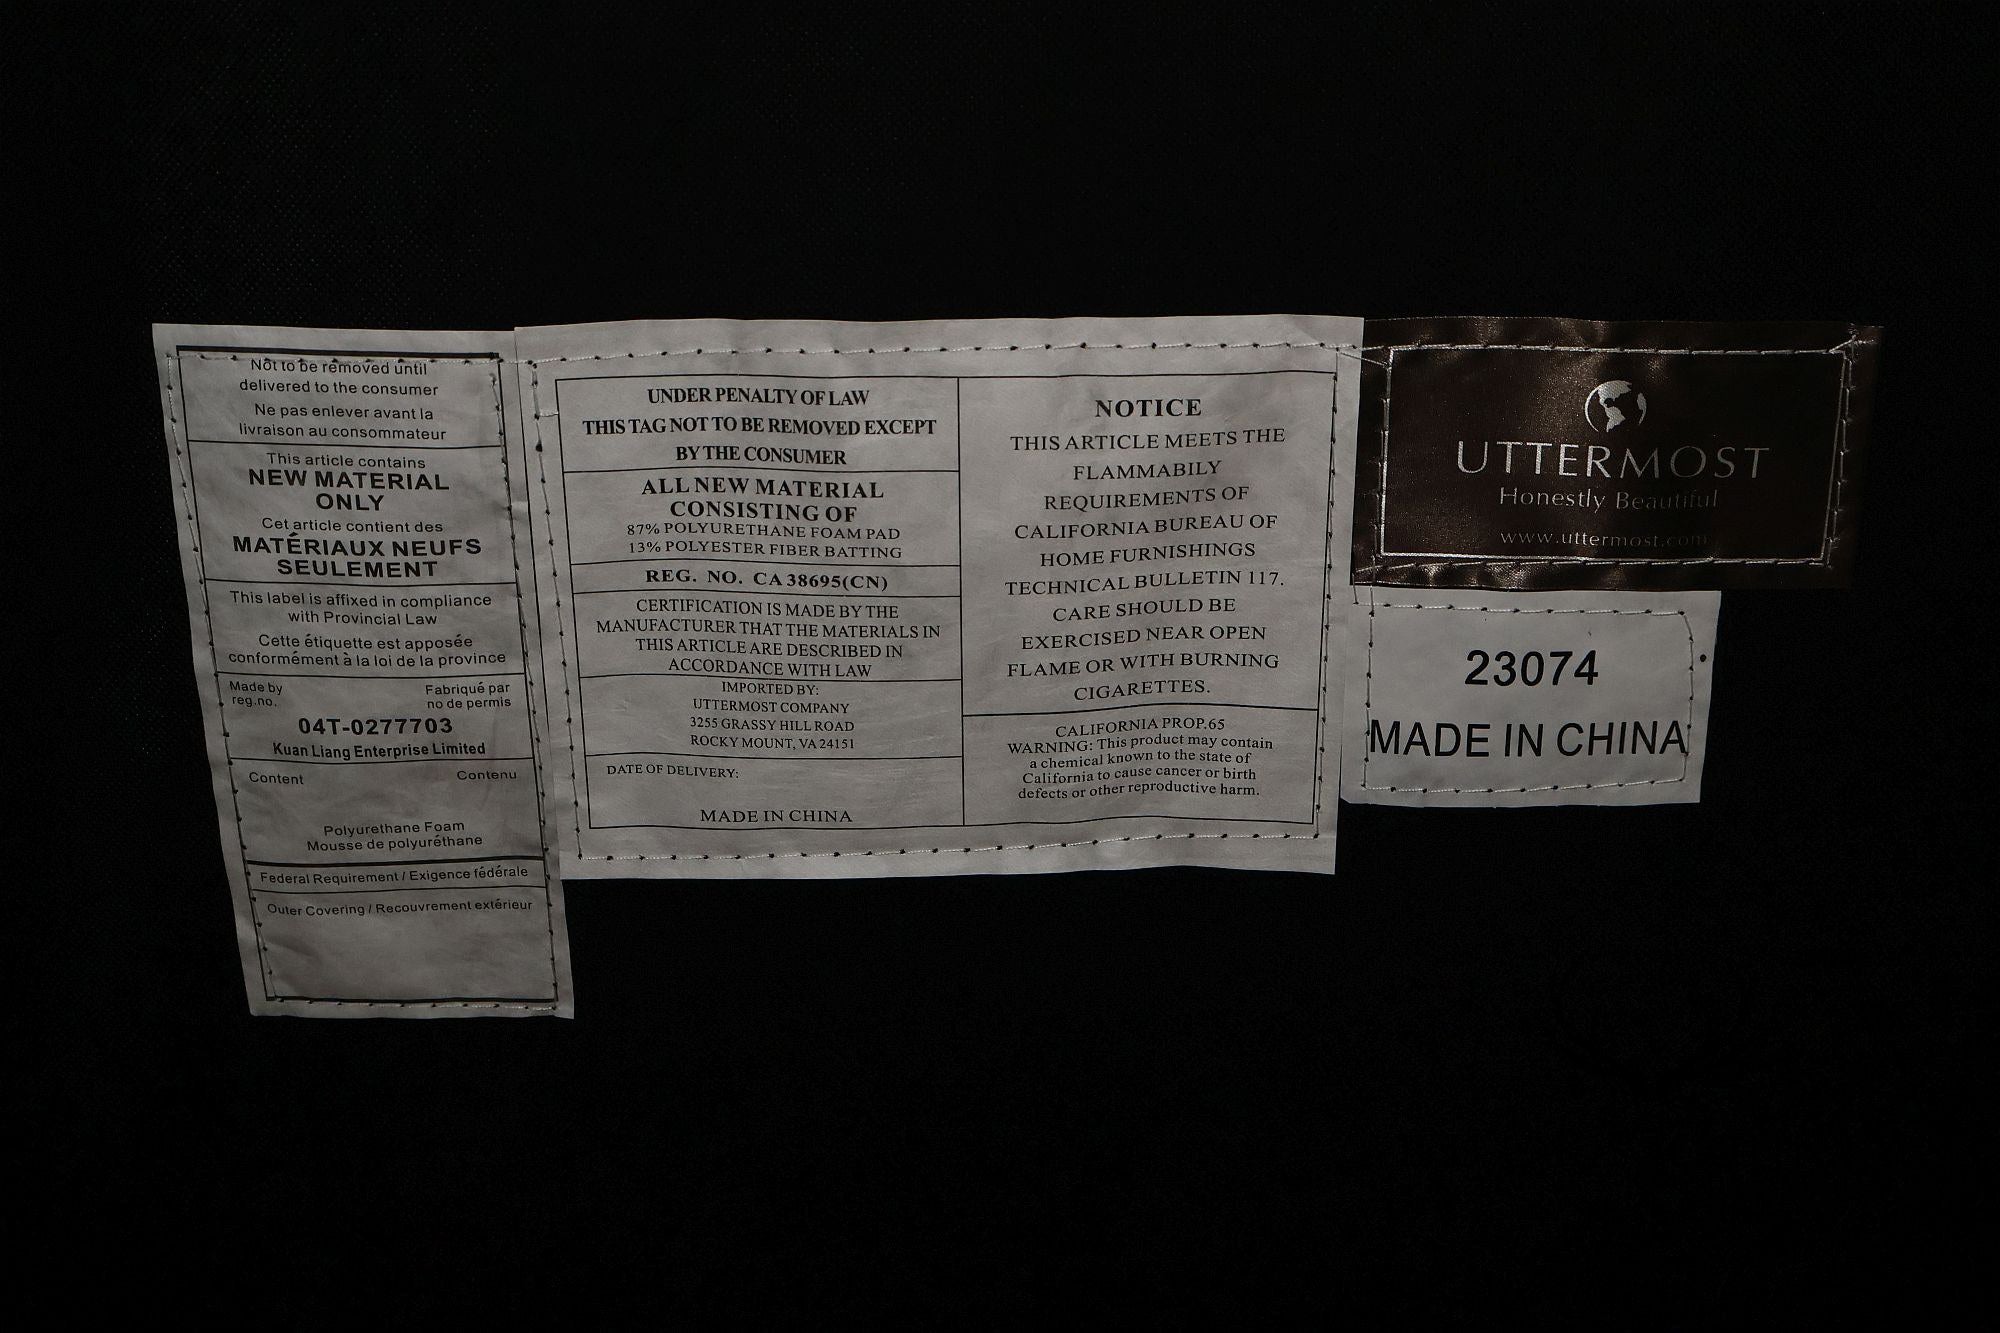 Not to be removed until
delivered to the consumer
Ne pas enlever avant la
livraison au consommateur
This article contains
NEW MATERIAL
ONLY
Cet article contient des
MATÉRIAUX NEUFS
SEULEMENT
This label is affixed in compliance
with Provincial Law
Cette étiquette est apposée
conformément à la loi de la province
Made by Fabriqué par
reg.no. no de permis
04T-0277703
Kuan Liang Enterprise Limited
Content Contenu
Polyurethane Foam
Mousse de polyuréthane
Federal Requirement / Exigence fédérale
Outer Covering / Recouvrement extérieur
UNDER PENALTY OF LAW
THIS TAG NOT TO BE REMOVED EXCEPT
BY THE CONSUMER
ALL NEW MATERIAL
CONSISTING OF
87% POLYURETHANE FOAM PAD
13% POLYESTER FIBER BATTING
REG. NO. CA 38695(CN)
CERTIFICATION IS MADE BY THE
MANUFACTURER THAT THE MATERIALS IN
THIS ARTICLE ARE DESCRIBED IN
ACCORDANCE WITH LAW
IMPORTED BY:
UTTERMOST COMPANY
3255 GRASSY HILL ROAD
ROCKY MOUNT, VA 24151
DATE OF DELIVERY:
MADE IN CHINA
NOTICE
THIS ARTICLE MEETS THE
FLAMMABILY
REQUIREMENTS OF
CALIFORNIA BUREAU OF
HOME FURNISHINGS
TECHNICAL BULLETIN 117.
CARE SHOULD BE
EXERCISED NEAR OPEN
FLAME OR WITH BURNING
CIGARETTES.
CALIFORNIA PROP.65
WARNING: This product may contain
a chemical known to the state of
California to cause cancer or birth
defects or other reproductive harm.
UTTERMOST
Honestly Beautiful
www.uttermost.com
23074
MADE IN CHINA